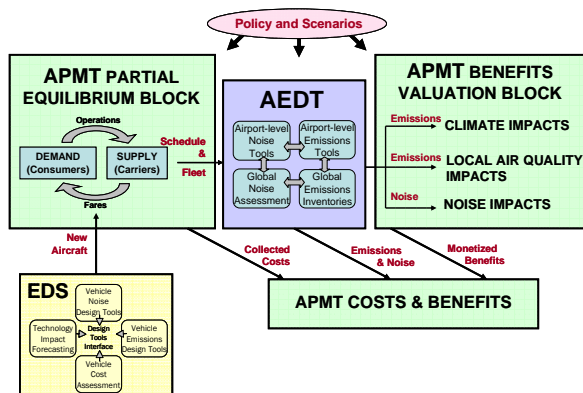 Policy and Scenarios
APMT PARTIAL
EQUILIBRIUM BLOCK
Operations
DEMAND
(Consumers)
SUPPLY
(Carriers)
Fares
Schedule
&
Fleet
AEDT
Airport-level
Noise
Tools
Airport-level
Emissions
Tools
Global
Noise
Assessment
Global
Emissions
Inventories
APMT BENEFITS
VALUATION BLOCK
Emissions
CLIMATE IMPACTS
Emissions
LOCAL AIR QUALITY
IMPACTS
Noise
NOISE IMPACTS
New
Aircraft
Collected
Costs
Emissions
& Noise
Monetized
Benefits
APMT COSTS & BENEFITS
EDS
Vehicle
Noise
Design Tools
Technology
Impact
Forecasting
Design
Tools
Interface
Vehicle
Emissions
Design Tools
Vehicle
Cost
Assessment